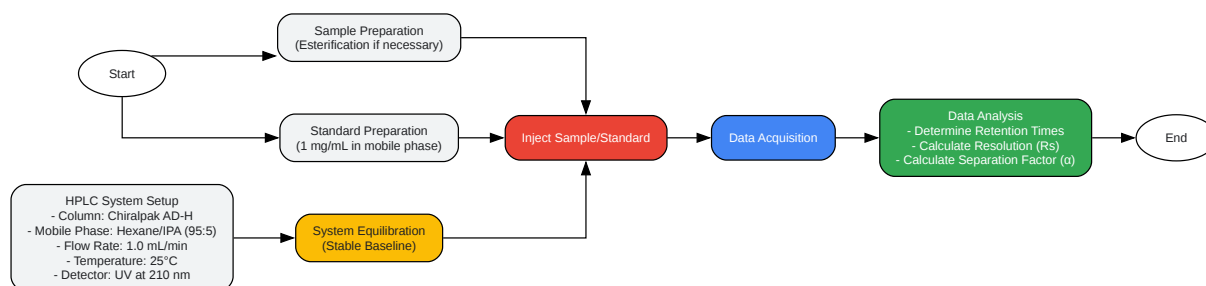 Start
Sample Preparation
(Esterification if necessary)
Standard Preparation
(1 mg/mL in mobile phase)
HPLC System Setup
- Column: Chiralpak AD-H
- Mobile Phase: Hexane/IPA (95:5)
- Flow Rate: 1.0 mL/min
- Temperature: 25°C
- Detector: UV at 210 nm
System Equilibration
(Stable Baseline)
Inject Sample/Standard
Data Acquisition
Data Analysis
- Determine Retention Times
- Calculate Resolution (Rs)
- Calculate Separation Factor (α)
End